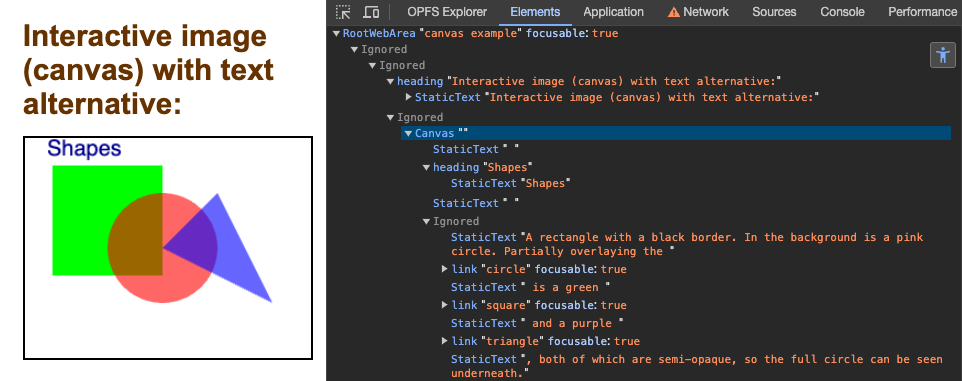 Interactive image
(canvas) with text
alternative:
Shapes
OPFS Explorer Elements Application Network Sources Console Performance
RootWebArea "canvas example" focusable: true
Ignored
Ignored
heading "Interactive image (canvas) with text alternative:"
StaticText "Interactive image (canvas) with text alternative:"
Ignored
Canvas ""
StaticText " "
heading "Shapes"
StaticText "Shapes"
StaticText " "
Ignored
StaticText "A rectangle with a black border. In the background is a pink
circle. Partially overlaying the "
link "circle" focusable: true
StaticText " is a green "
link "square" focusable: true
StaticText " and a purple "
link "triangle" focusable: true
StaticText ", both of which are semi-opaque, so the full circle can be seen
underneath."